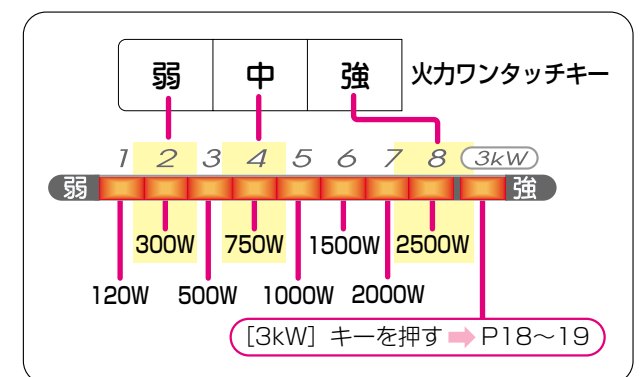 弱 中 強 火力ワンタッチキー
1 2 3 4 5 6 7 8 3kW
弱 強
300W 750W 1500W 2500W
120W 500W 1000W 2000W
［3kW］キーを押す ➡ P18～19